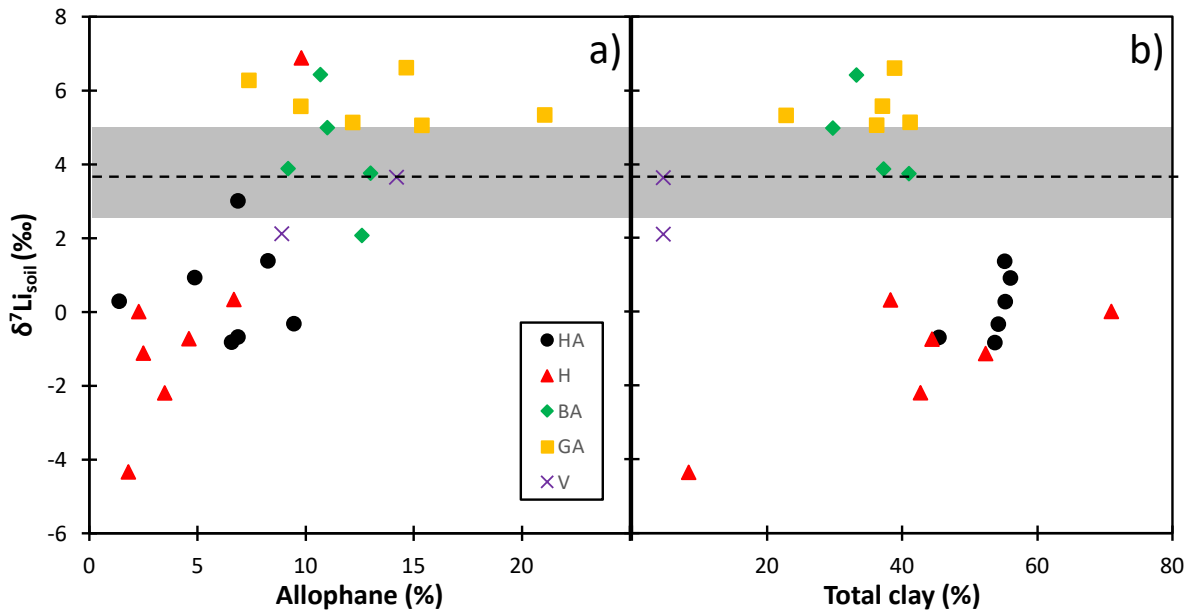 a)
b)
8
6
4
2
0
-2
-4
-6
δ⁷Li_soil (‰)
HA
H
BA
GA
V
0 5 10 15 20
20 40 60 80
Allophane (%)
Total clay (%)